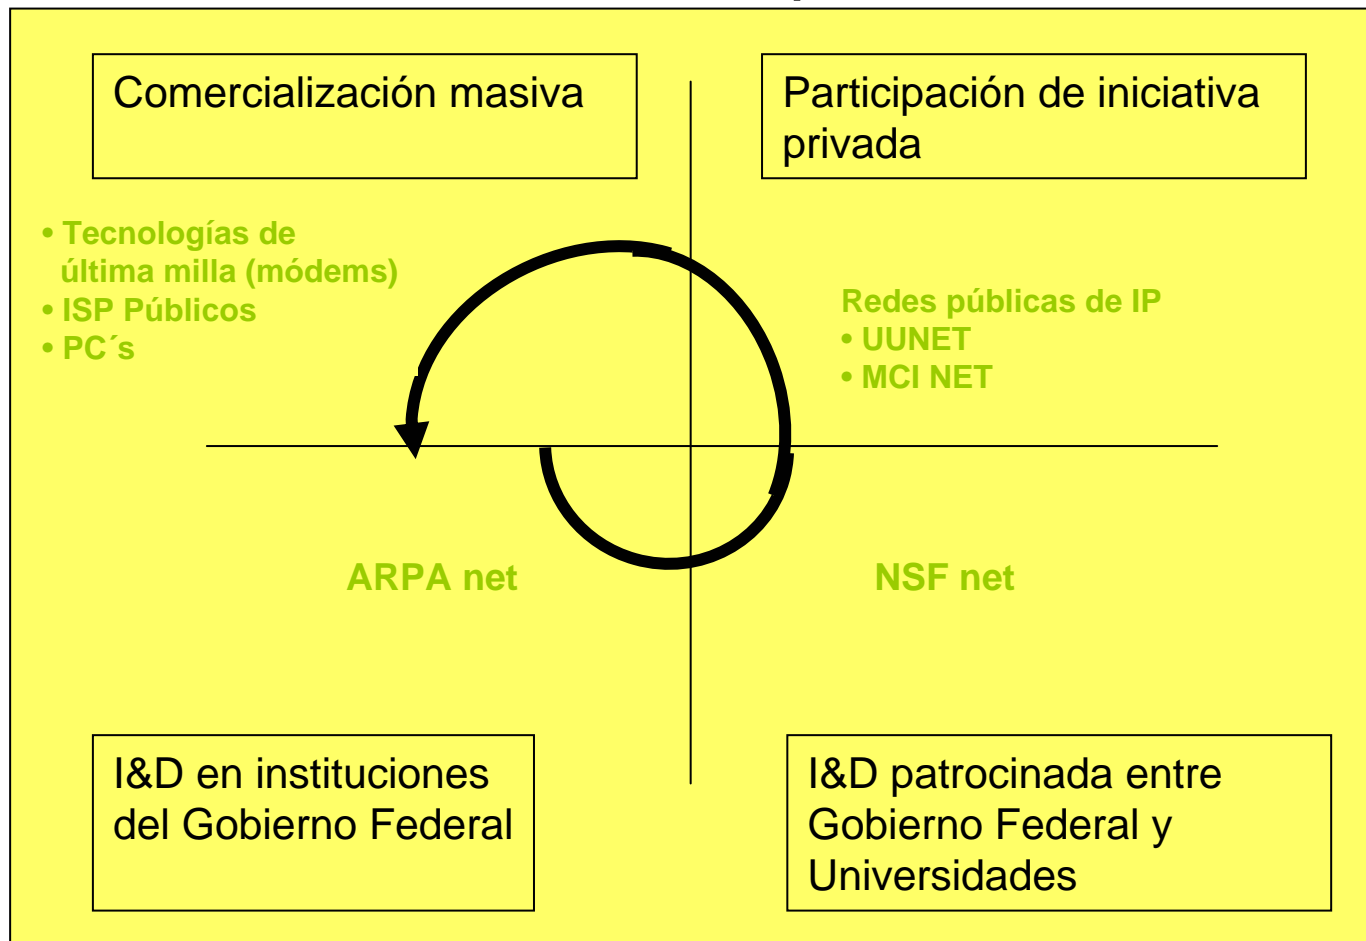 Comercialización masiva
Participación de iniciativa
privada
• Tecnologías de
última milla (módems)
• ISP Públicos
• PC´s
Redes públicas de IP
• UUNET
• MCI NET
ARPA net
NSF net
I&D en instituciones
del Gobierno Federal
I&D patrocinada entre
Gobierno Federal y
Universidades